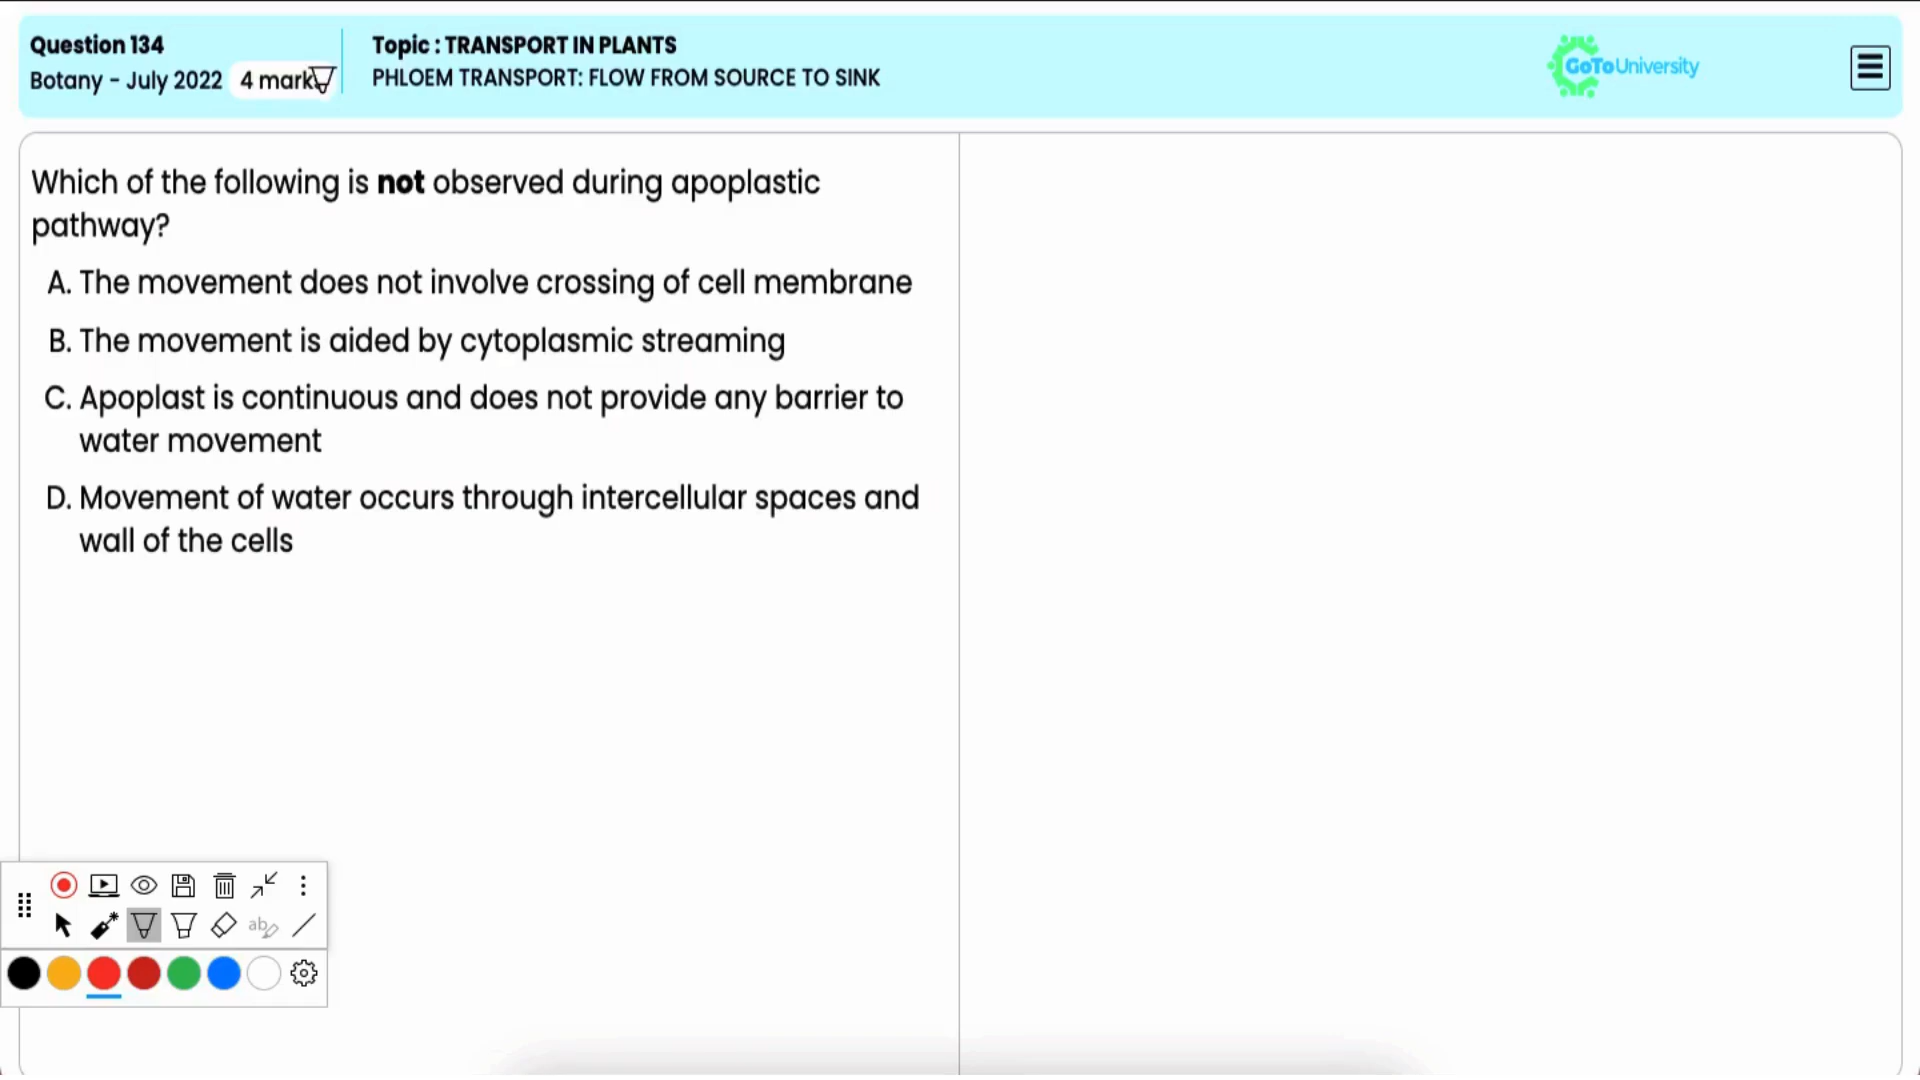 Question 134
Botany - July 2022 4 mark
Topic : TRANSPORT IN PLANTS
PHLOEM TRANSPORT: FLOW FROM SOURCE TO SINK
GoToUniversity
Which of the following is not observed during apoplastic
pathway?
A. The movement does not involve crossing of cell membrane
B. The movement is aided by cytoplasmic streaming
C. Apoplast is continuous and does not provide any barrier to
water movement
D. Movement of water occurs through intercellular spaces and
wall of the cells
ab